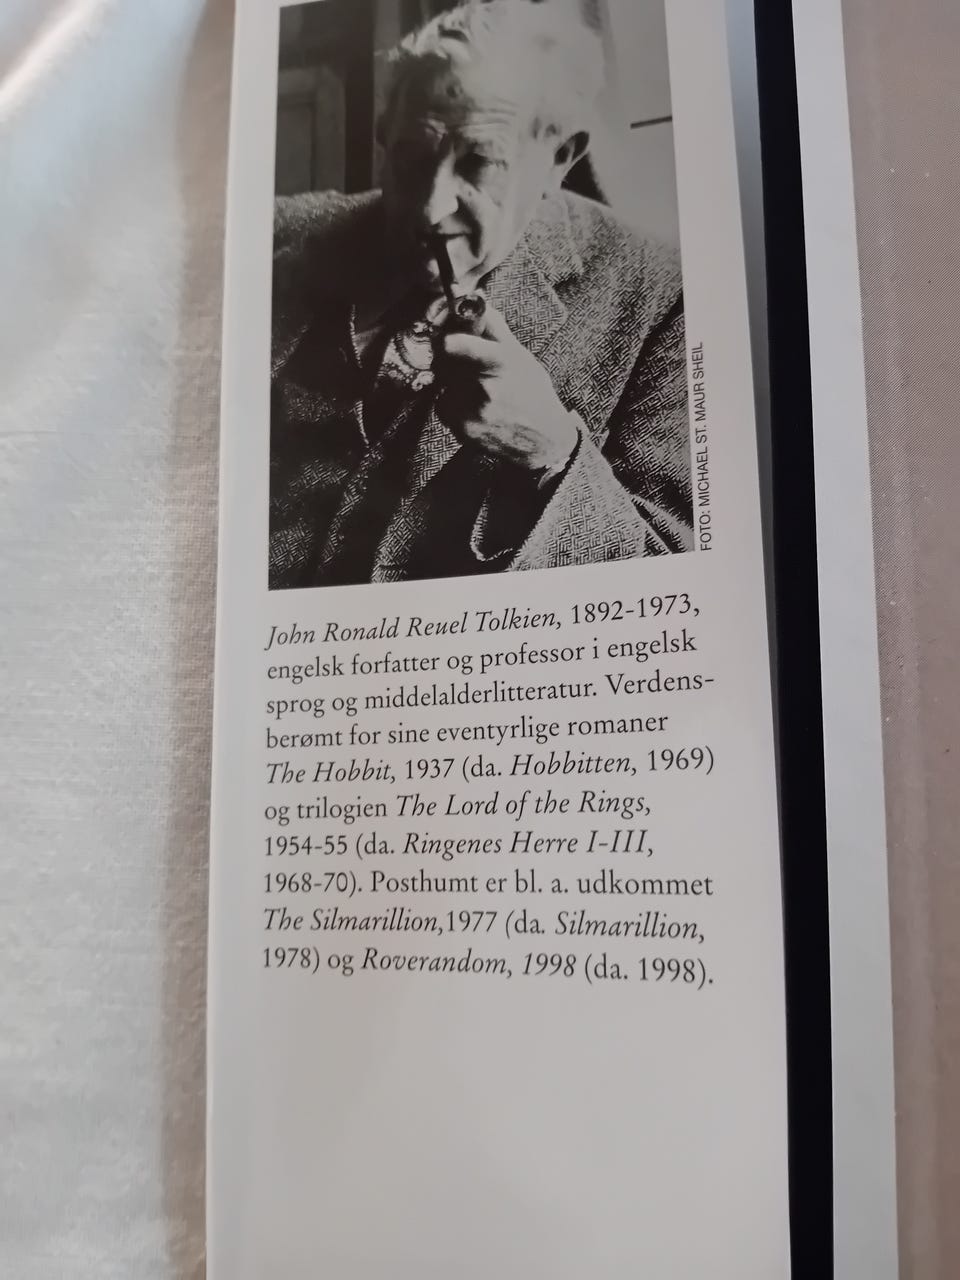 FOTO: MICHAEL ST. MAUR SHEIL
John Ronald Reuel Tolkien, 1892-1973,
engelsk forfatter og professor i engelsk
sprog og middelalderlitteratur. Verdens-
berømt for sine eventyrlige romaner
The Hobbit, 1937 (da. Hobbitten, 1969)
og trilogien The Lord of the Rings,
1954-55 (da. Ringenes Herre I-III,
1968-70). Posthumt er bl. a. udkommet
The Silmarillion,1977 (da. Silmarillion,
1978) og Roverandom, 1998 (da. 1998).